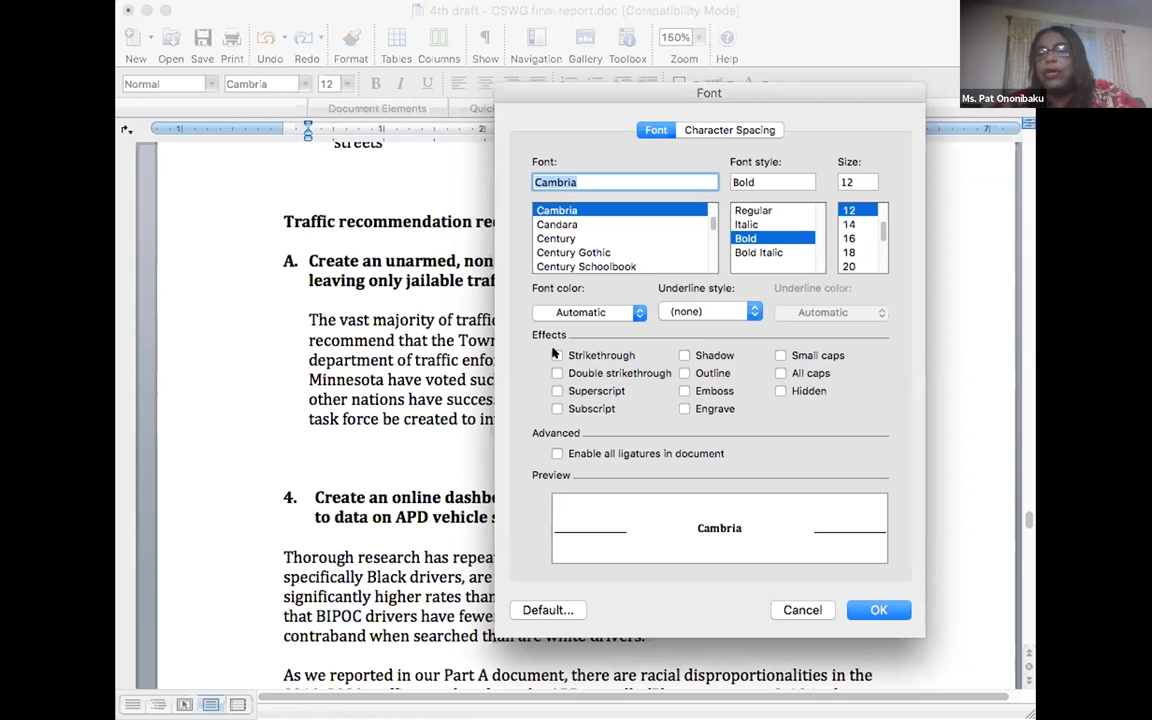 4th draft - CSWG final report.doc [Compatibility Mode]
150%
New Open Save Print Undo Redo Format Tables Columns Show Navigation Gallery Toolbox Zoom Help
Normal Cambria 12 B I U
Document Elements Quic
1 1 2 7
Ms. Pat Ononibaku
streets
Traffic recommendation re
A. Create an unarmed, non
leaving only jailable traf
The vast majority of traffic
recommend that the Tow
department of traffic enfo
Minnesota have voted suc
other nations have succes
task force be created to in
4. Create an online dashb
to data on APD vehicle s
Thorough research has repea
specifically Black drivers, are
significantly higher rates than
that BIPOC drivers have fewe
contraband when searched than are white drivers.
As we reported in our Part A document, there are racial disproportionalities in the
Font
Font Character Spacing
Font: Font style: Size:
Cambria Bold 12
Cambria Regular 12
Candara Italic 14
Century Bold 16
Century Gothic Bold Italic 18
Century Schoolbook 20
Font color: Underline style: Underline color:
Automatic (none) Automatic
Effects
Strikethrough Shadow Small caps
Double strikethrough Outline All caps
Superscript Emboss Hidden
Subscript Engrave
Advanced
Enable all ligatures in document
Preview
Cambria
Default... Cancel OK